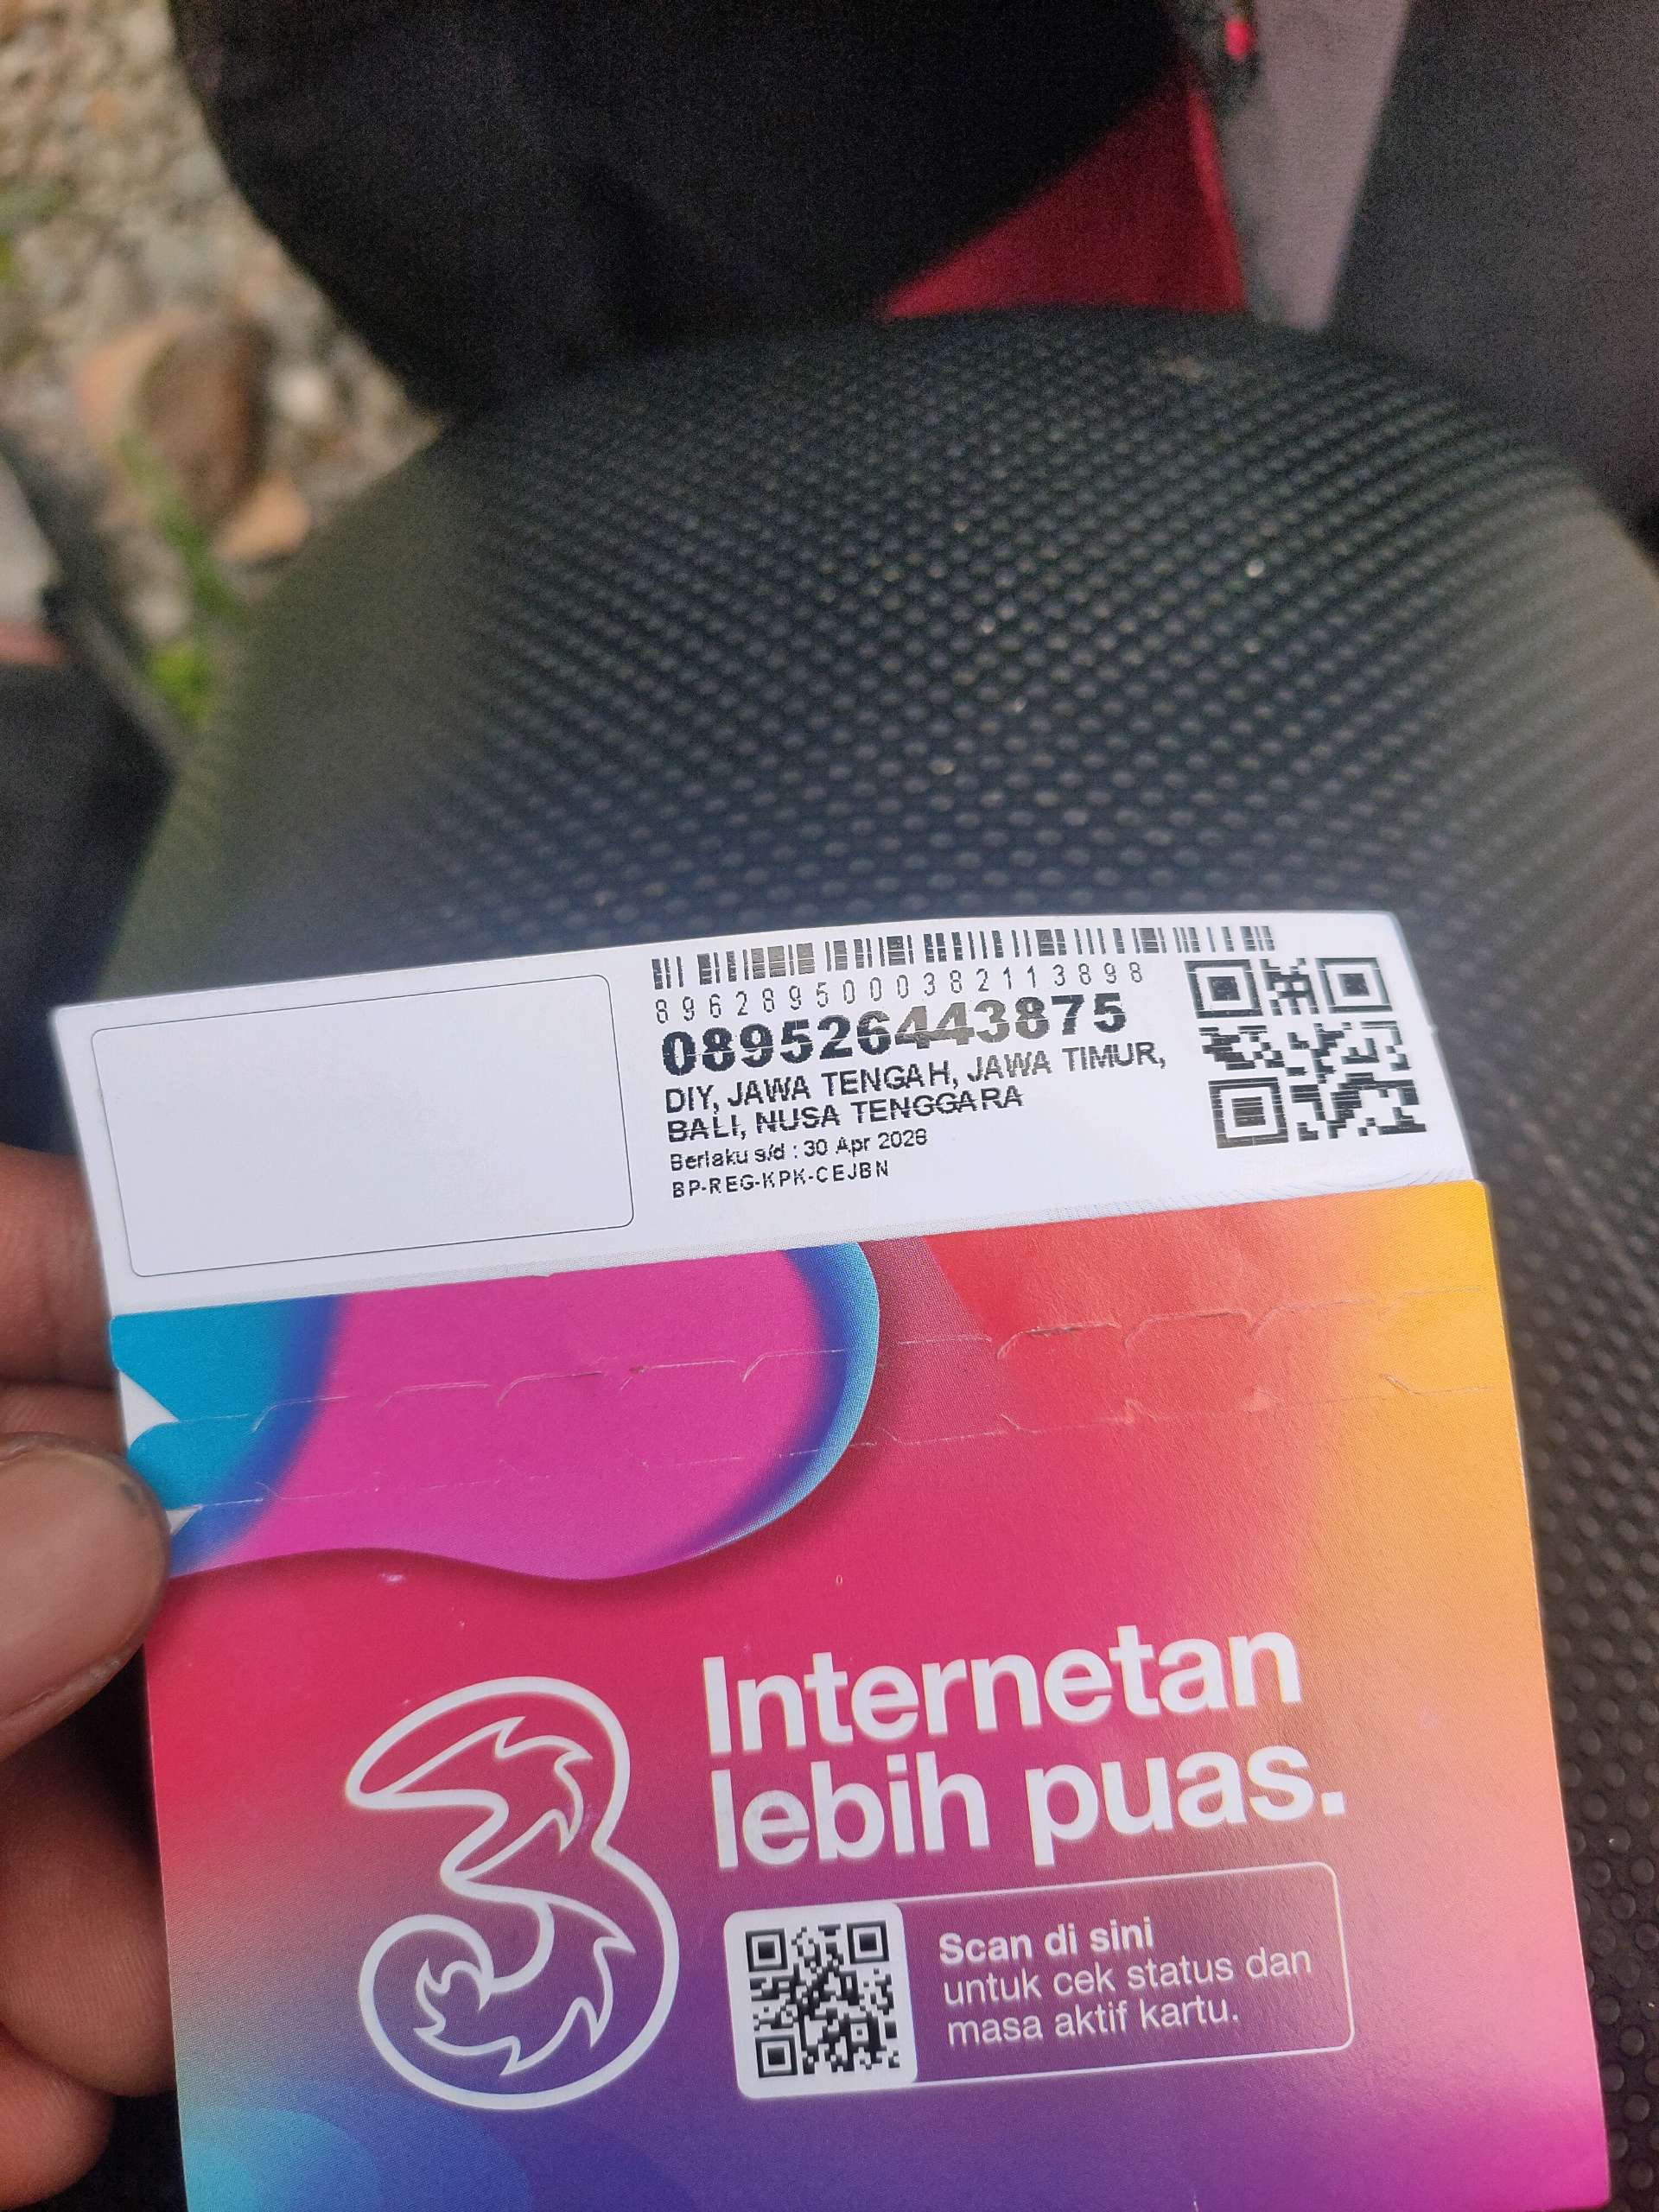 8962895000382113898
089526443875
DIY, JAWA TENGAH, JAWA TIMUR,
BALI, NUSA TENGGARA
Berlaku s/d : 30 Apr 2026
BP-REG-KPK-CEJBN
3
Internetan
lebih puas.
Scan di sini
untuk cek status dan
masa aktif kartu.